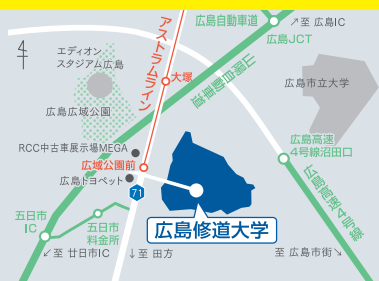 広島自動車道
↗至 広島IC
広島JCT
アストラムライン
エディオン
スタジアム広島
大塚
山陽自動車道
広島市立大学
広島広域公園
RCC中古車展示場MEGA
広域公園前
広島トヨペット
71
広島高速
4号線沼田口
広島高速4号線
五日市
IC
五日市
料金所
広島修道大学
↙至 廿日市IC
↓至 田方
至 広島市街↘